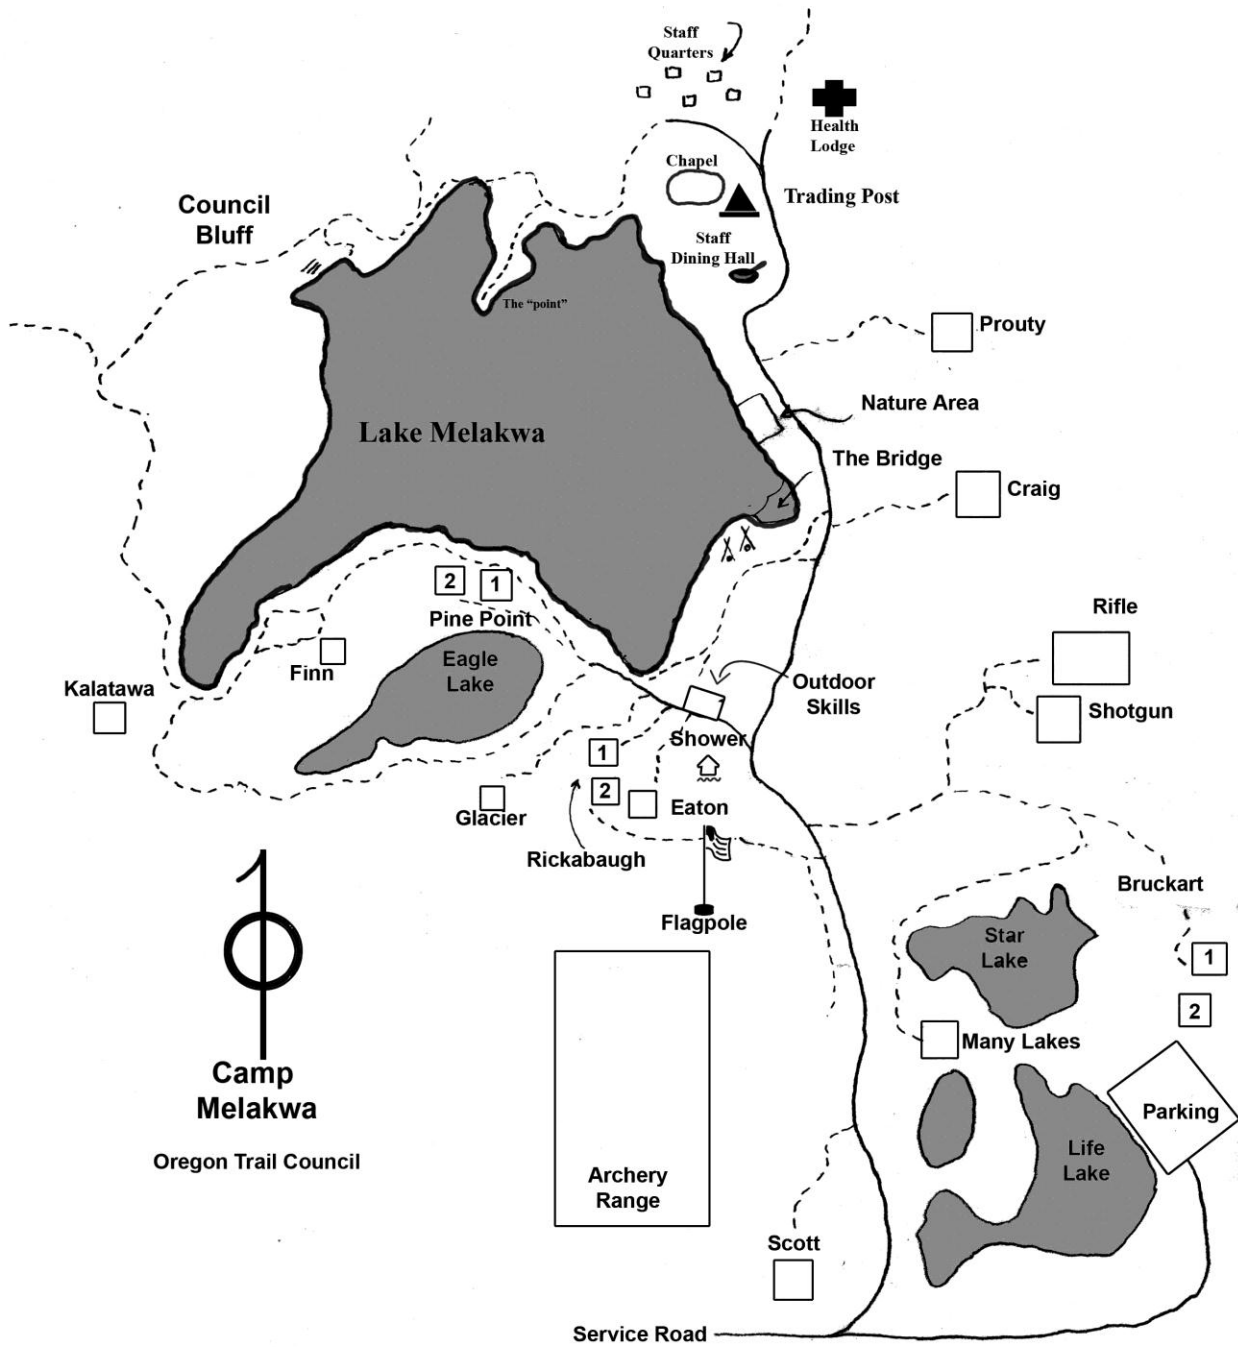 Staff
Quarters
Health
Lodge
Chapel
Trading Post
Council
Bluff
Staff
Dining Hall
The "point"
Prouty
Nature Area
Lake Melakwa
The Bridge
Craig
2
1
Pine Point
Rifle
Eagle
Lake
Finn
Kalatawa
Outdoor
Skills
Shotgun
Shower
1
2
Eaton
Glacier
Rickabaugh
Bruckart
Flagpole
Star
Lake
1
2
Many Lakes
Camp
Melakwa
Oregon Trail Council
Parking
Life
Lake
Archery
Range
Scott
Service Road